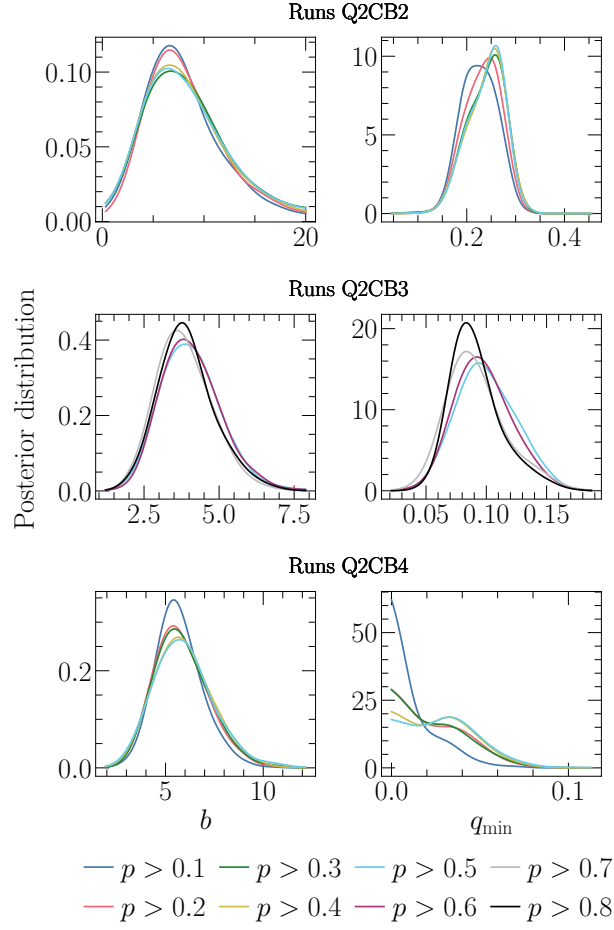 Runs Q2CB2
0.10
0.05
0.00
0
20
10
5
0
0.2
0.4
Runs Q2CB3
Posterior distribution
0.4
0.2
0.0
2.5
5.0
7.5
20
10
0
0.05
0.10
0.15
Runs Q2CB4
0.2
0.0
5
10
b
50
25
0
0.0
0.1
q_min
p > 0.1
p > 0.3
p > 0.5
p > 0.7
p > 0.2
p > 0.4
p > 0.6
p > 0.8